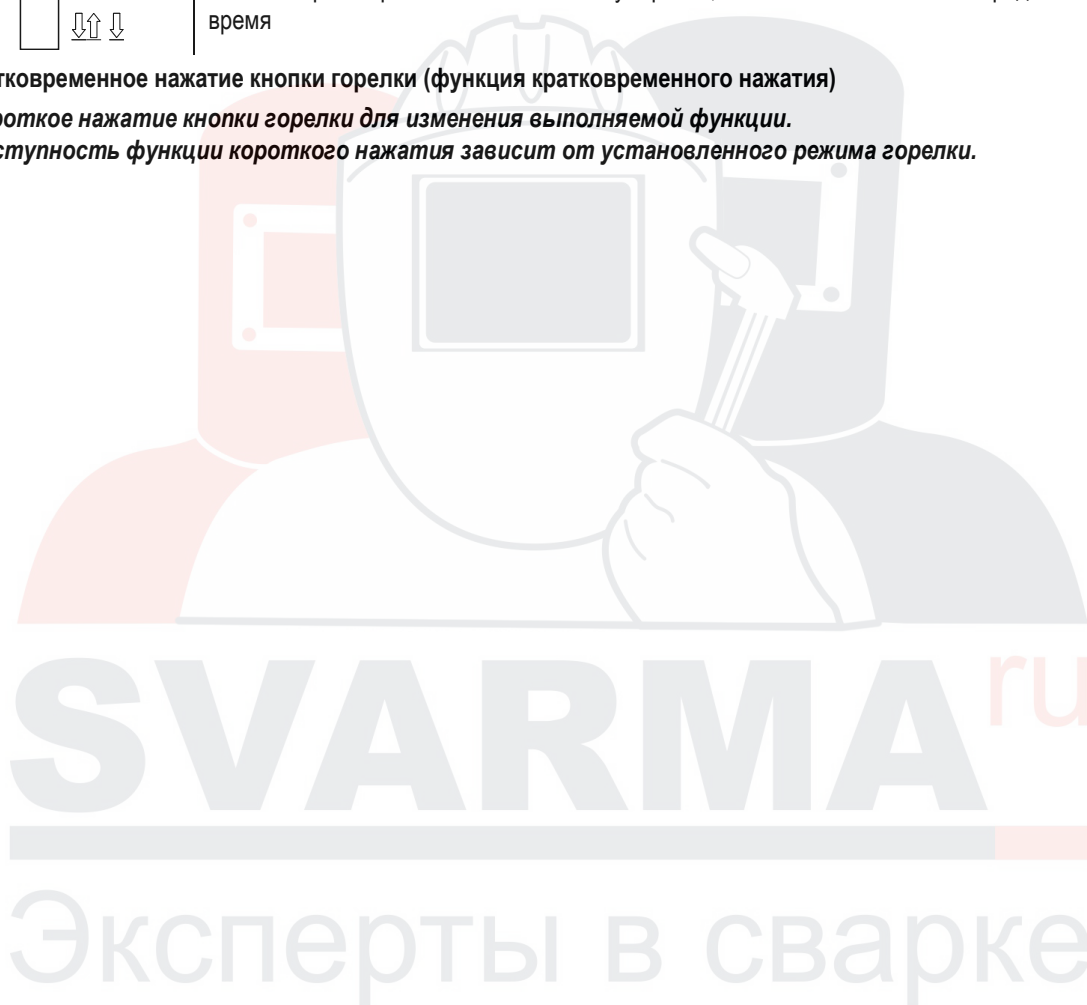 время
тковременное нажатие кнопки горелки (функция кратковременного нажатия)
роткое нажатие кнопки горелки для изменения выполняемой функции.
ступность функции короткого нажатия зависит от установленного режима горелки.
SVARMA ru
Эксперты в сварке